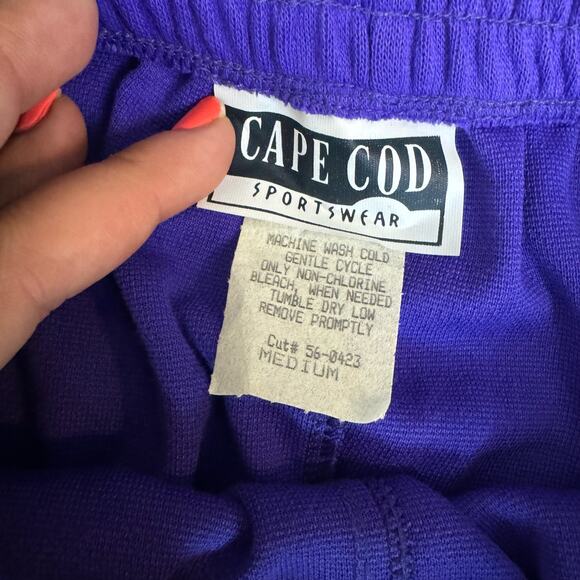 CAPE COD
SPORTSWEAR
MACHINE WASH COLD
GENTLE CYCLE
ONLY NON-CHLORINE
BLEACH, WHEN NEEDED
TUMBLE DRY LOW
REMOVE PROMPTLY
Cut# 56-0423
MEDIUM